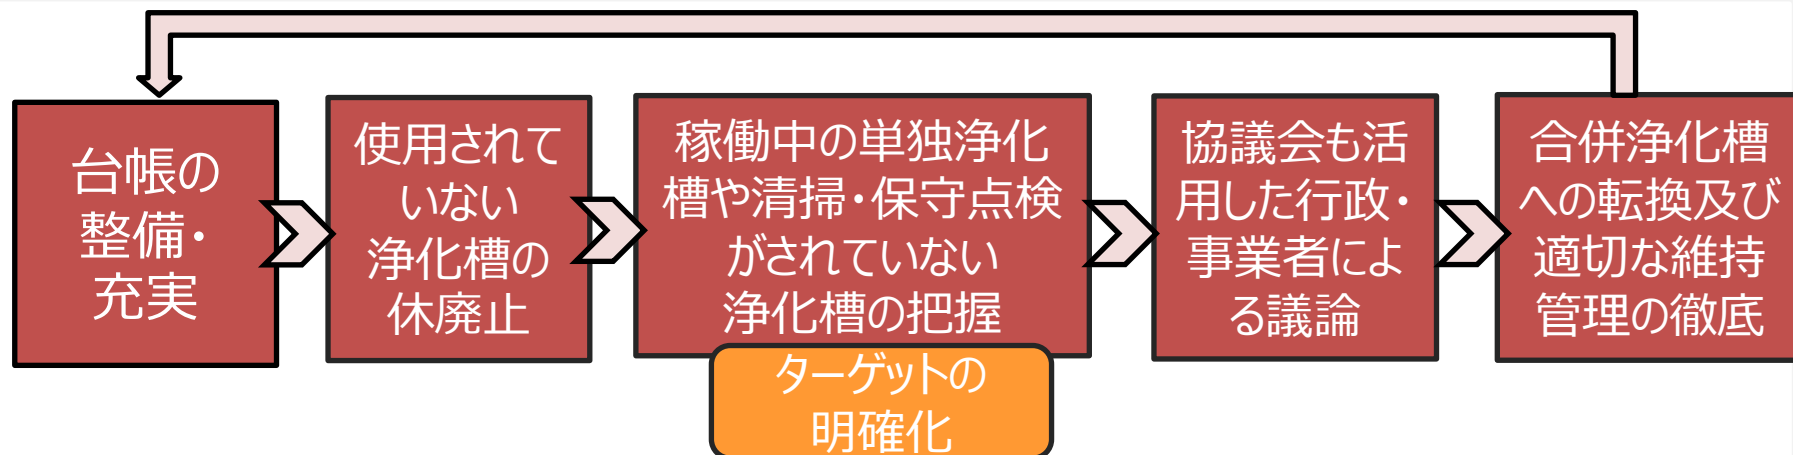 台帳の
整備・
充実
使用されて
いない
浄化槽の
休廃止
稼働中の単独浄化
槽や清掃・保守点検
がされていない
浄化槽の把握
ターゲットの
明確化
協議会も活
用した行政・
事業者によ
る議論
合併浄化槽
への転換及び
適切な維持
管理の徹底